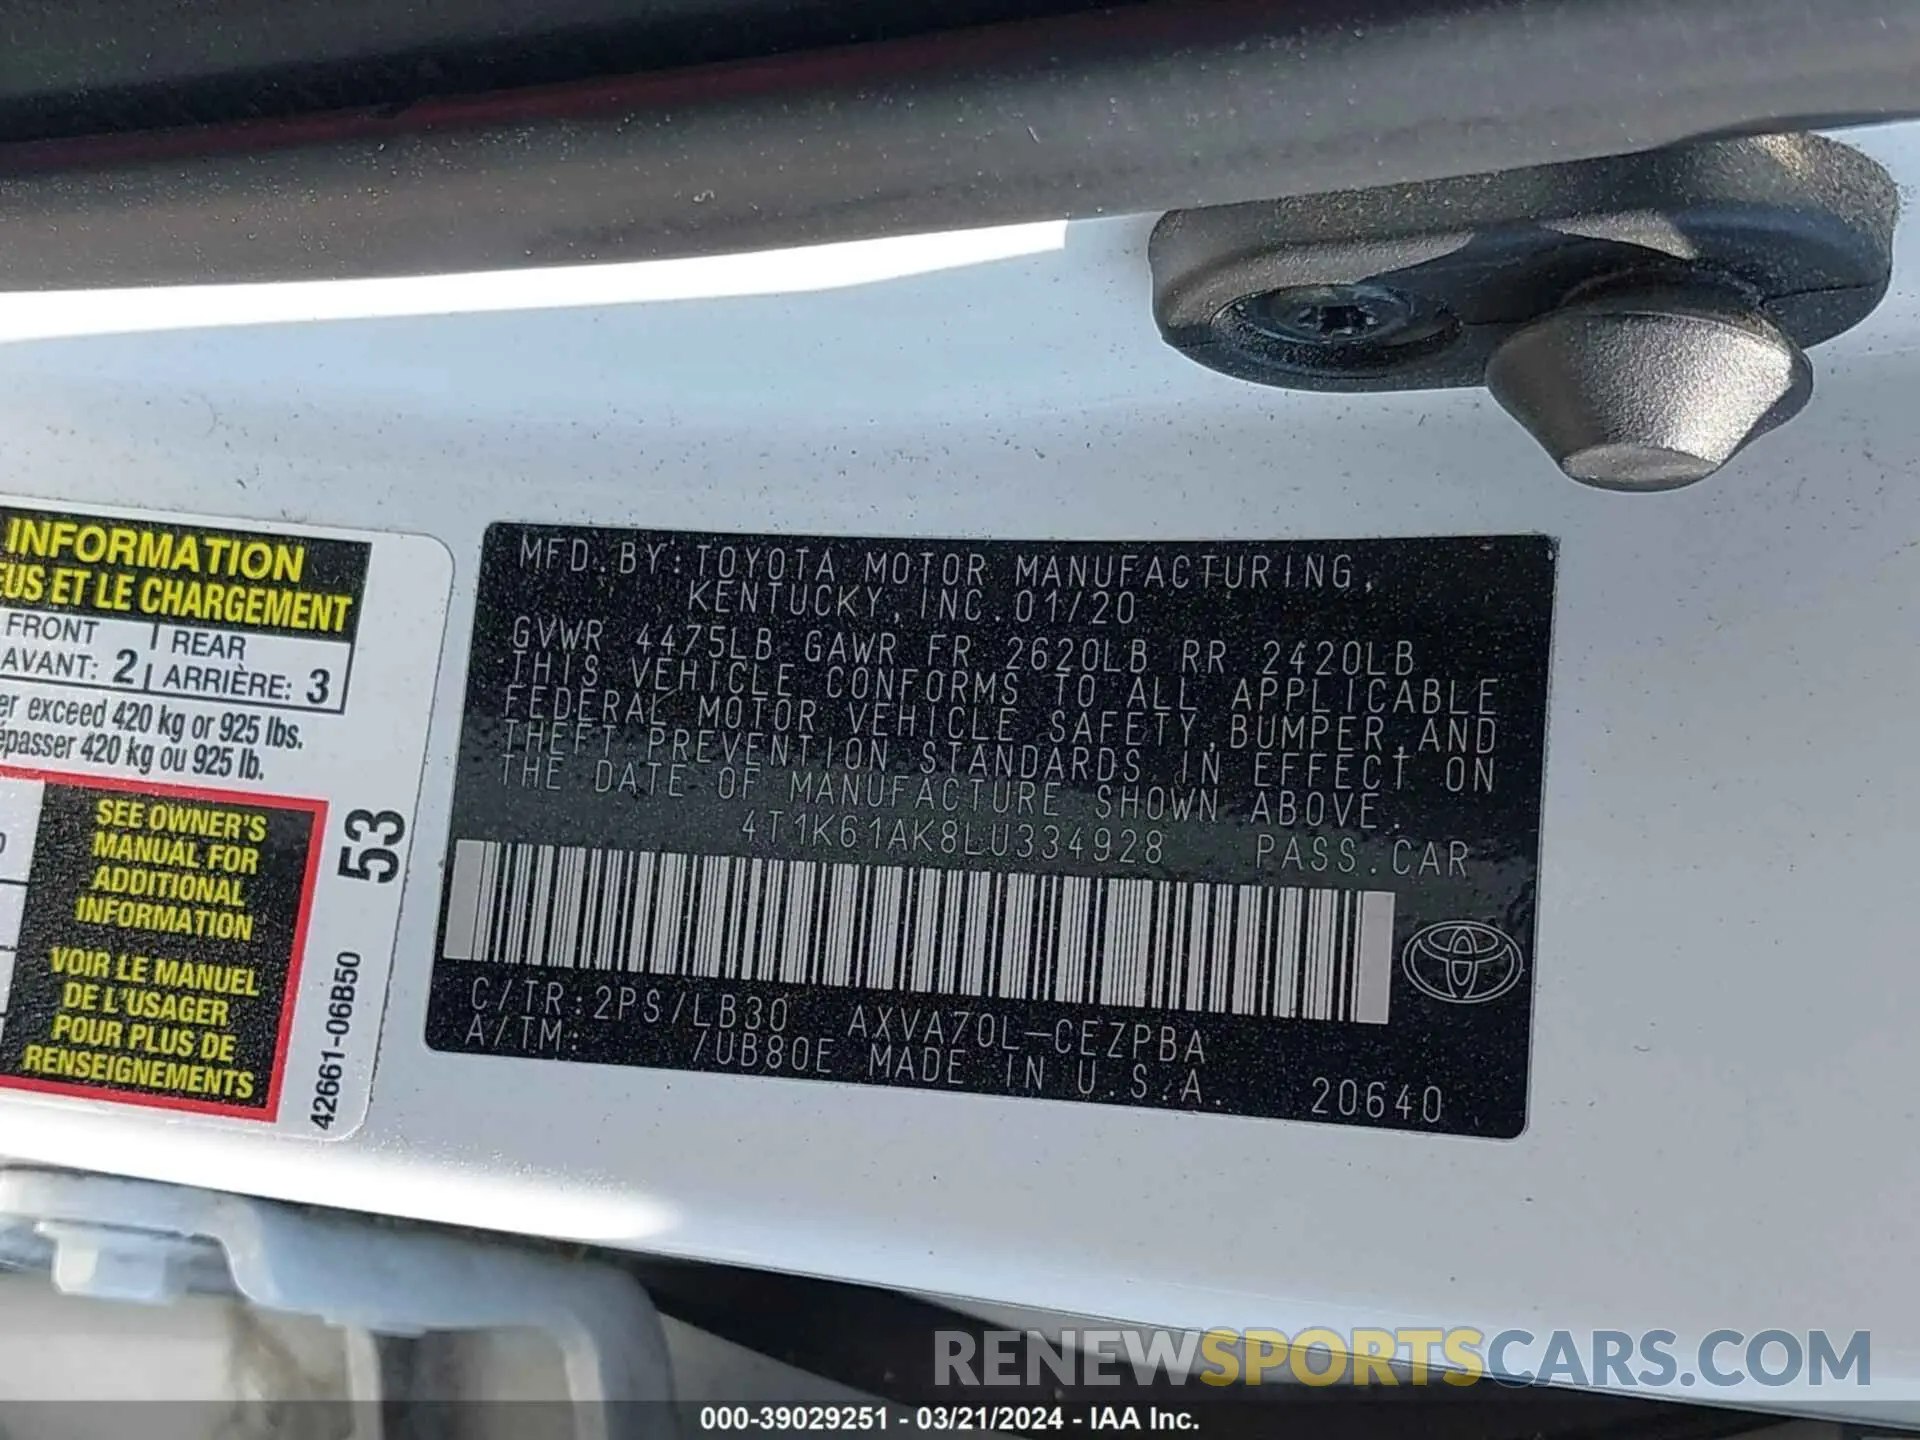 INFORMATION
EUS ET LE CHARGEMENT
FRONT REAR
AVANT: 2 ARRIÈRE: 3
er exceed 420 kg or 925 lbs.
épasser 420 kg ou 925 lb.
SEE OWNER'S
MANUAL FOR
ADDITIONAL
INFORMATION
VOIR LE MANUEL
DE L'USAGER
POUR PLUS DE
RENSEIGNEMENTS
53
42661-06B50
MFD. BY: TOYOTA MOTOR MANUFACTURING,
KENTUCKY, INC. 01/20
GVWR 4475LB GAWR FR 2620LB RR 2420LB
THIS VEHICLE CONFORMS TO ALL APPLICABLE
FEDERAL MOTOR VEHICLE SAFETY, BUMPER, AND
THEFT PREVENTION STANDARDS IN EFFECT ON
THE DATE OF MANUFACTURE SHOWN ABOVE.
4T1K61AK8LU334928 PASS. CAR
C/TR: 2PS/LB30 AXVA70L-CEZPBA
A/TM: /UB80E MADE IN U.S.A. 20640
RENEWSPORTSCARS.COM
000-39029251 - 03/21/2024 - IAA Inc.